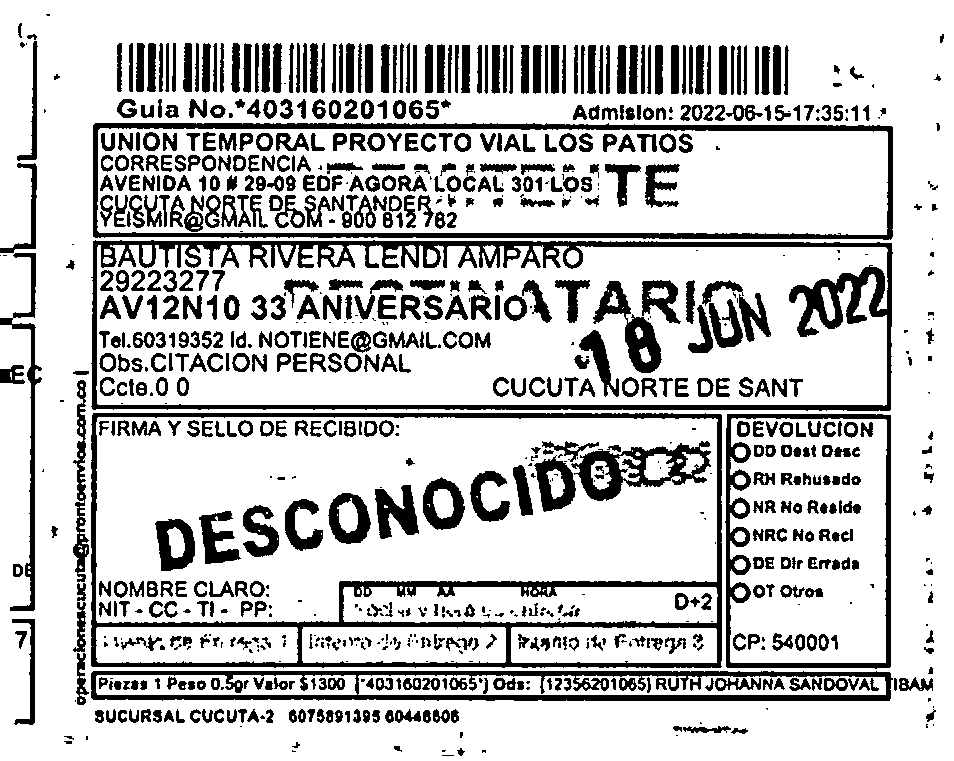 Guia No.*403160201065*
Admision: 2022-06-15-17:35:11
UNION TEMPORAL PROYECTO VIAL LOS PATIOS
CORRESPONDENCIA
AVENIDA 10 # 29-09 EDF AGORA LOCAL 301 LOS
CUCUTA NORTE DE SANTANDER
YEISMIR@GMAIL COM - 900 812 782
BAUTISTA RIVERA LENDI AMPARO
29223277
AV12N10 33 ANIVERSARIO
Tel.60319352 Id. NOTIENE@GMAIL.COM
Obs.CITACION PERSONAL
Ccte.0 0
CUCUTA NORTE DE SANT
18 JUN 2022
FIRMA Y SELLO DE RECIBIDO:
DESCONOCIDO
NOMBRE CLARO:
NIT - CC - TI - PP:
DD MM AA HORA
D+2
Intento de Entrega 2
Intento de Entrega 3
DEVOLUCION
DD Dest Desc
RH Rehusado
NR No Reside
NRC No Recl
DE Dir Errada
OT Otros
CP: 540001
operacionescucuta@prontoenvios.com.co
Piezas 1 Peso 0.5gr Valor $1300 (*403160201065*) Ods: (12356201065) RUTH JOHANNA SANDOVAL TIBAM
SUCURSAL CUCUTA-2 6075891395 60446606
EC
DE
7